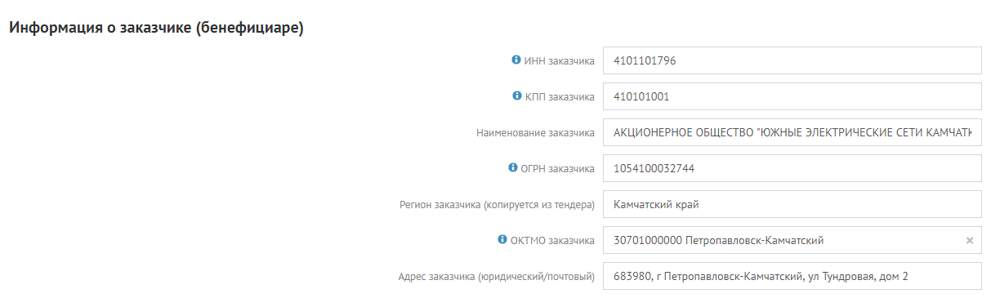 Информация о заказчике (бенефициаре)
ИНН заказчика 4101101796
КПП заказчика 410101001
Наименование заказчика АКЦИОНЕРНОЕ ОБЩЕСТВО "ЮЖНЫЕ ЭЛЕКТРИЧЕСКИЕ СЕТИ КАМЧАТК
ОГРН заказчика 1054100032744
Регион заказчика (копируется из тендера) Камчатский край
ОКТМО заказчика 30701000000 Петропавловск-Камчатский ×
Адрес заказчика (юридический/почтовый) 683980, г Петропавловск-Камчатский, ул Тундровая, дом 2